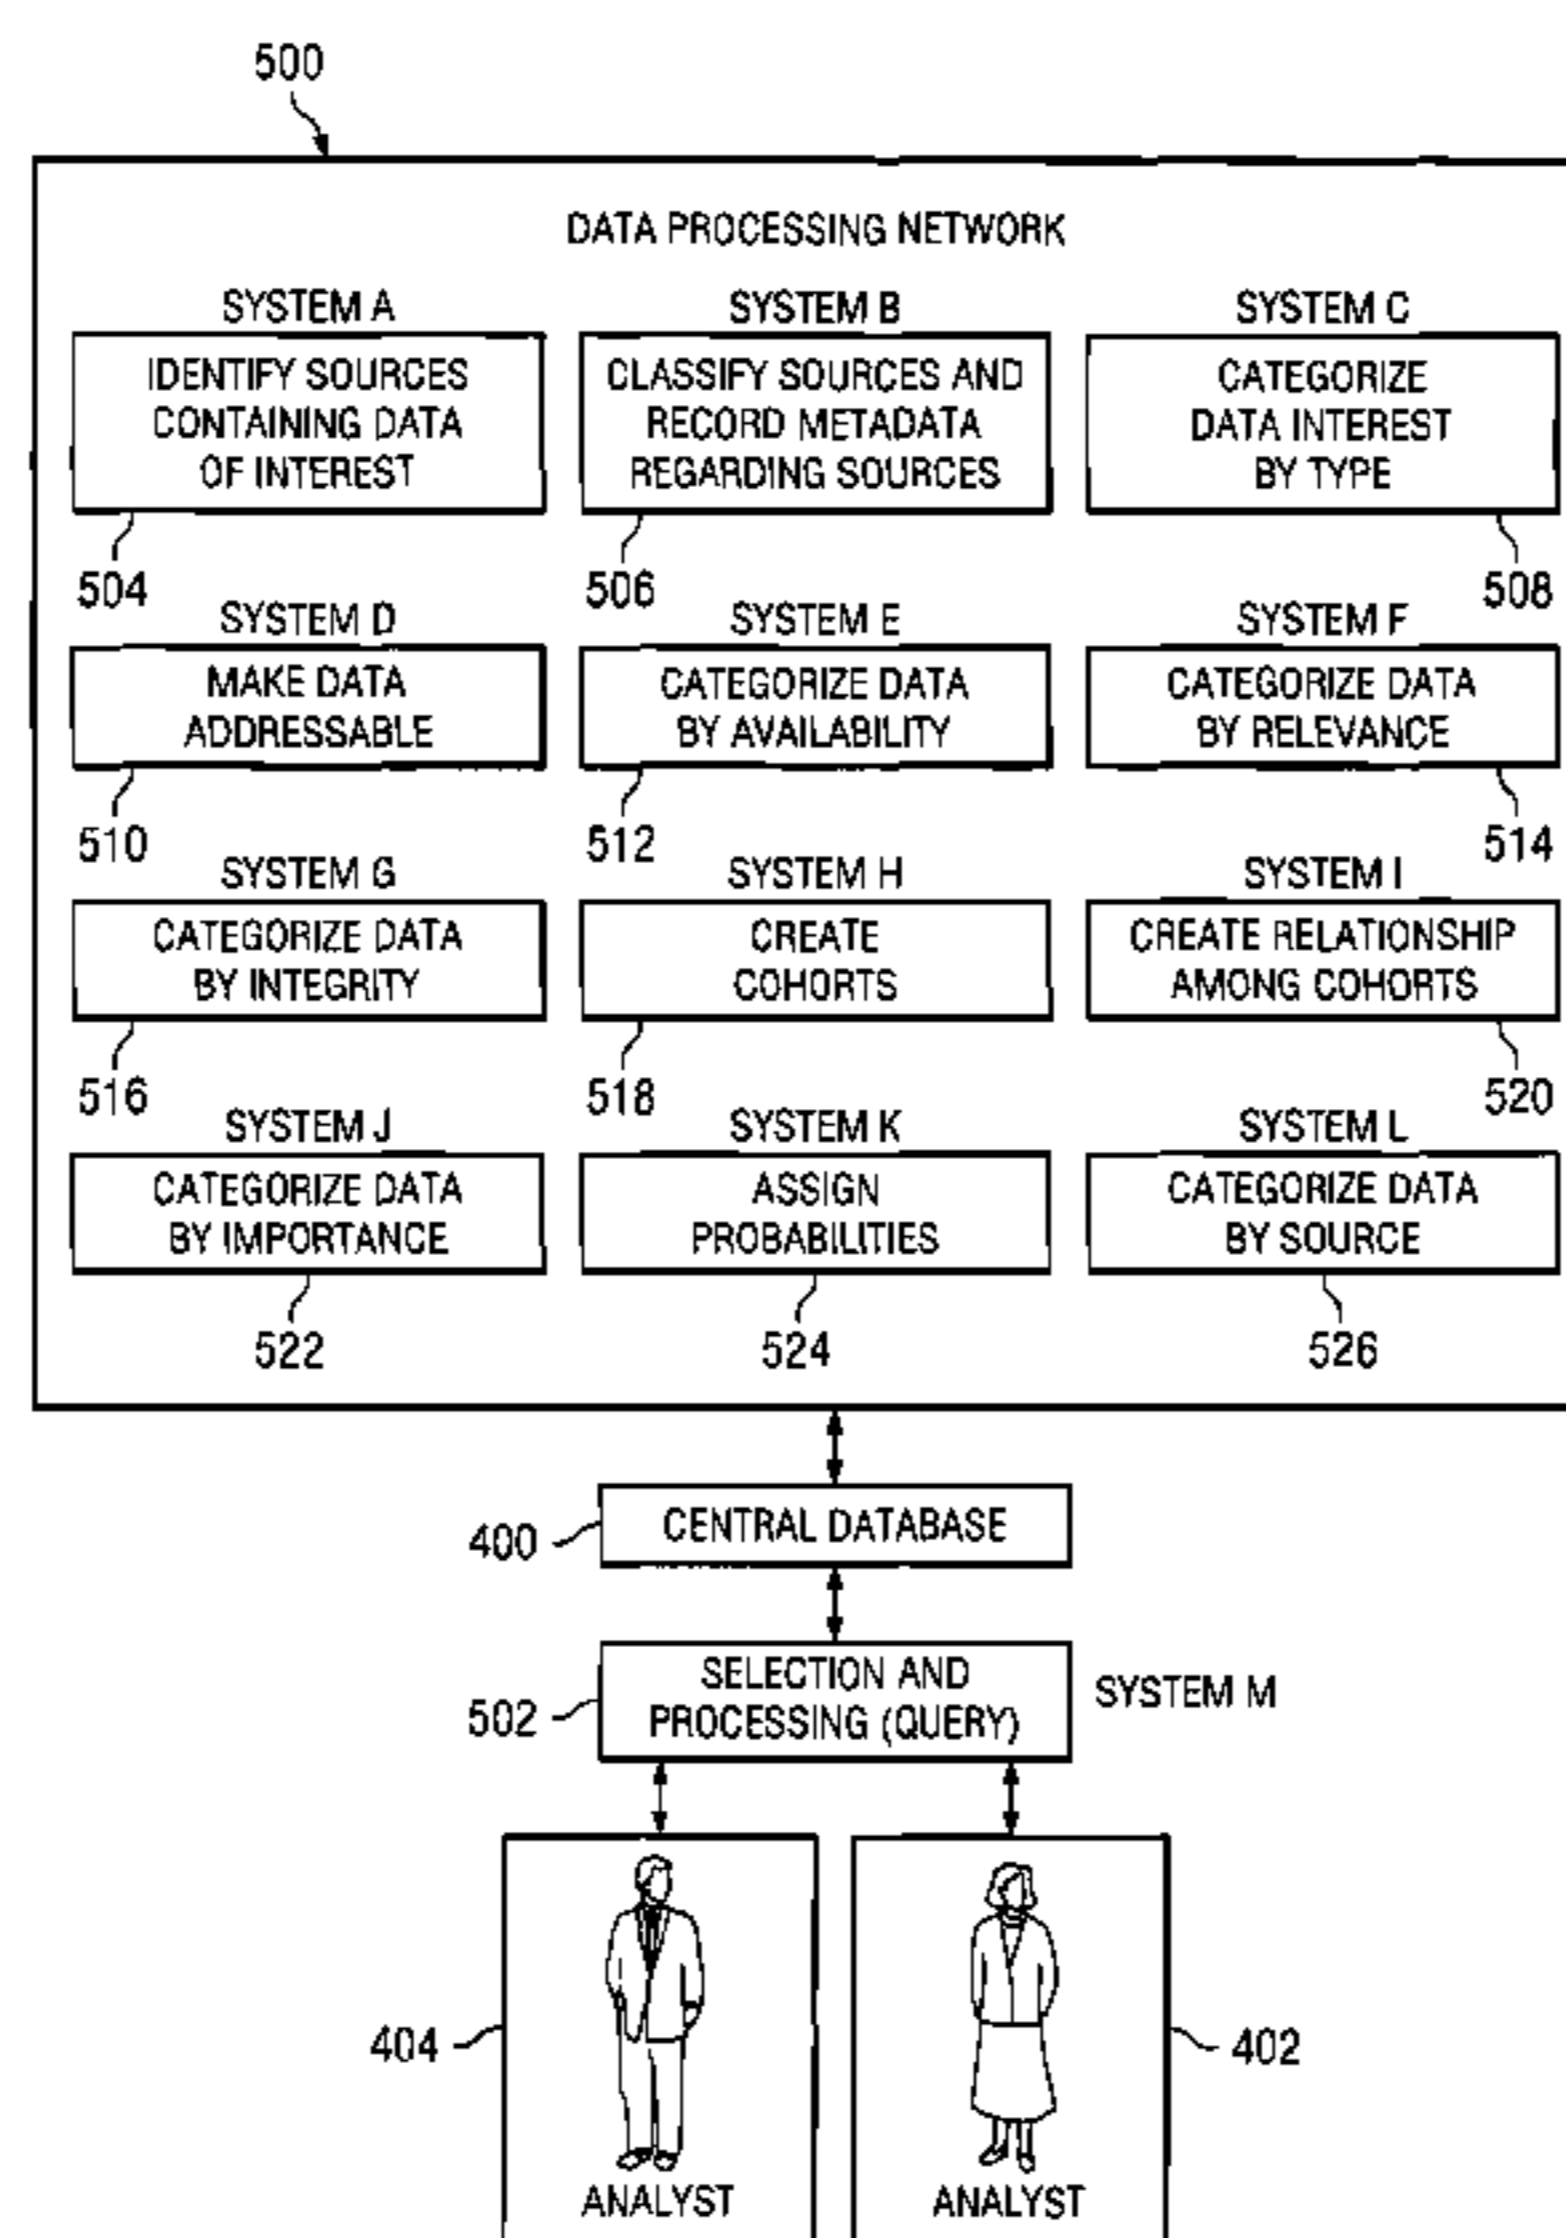 500
DATA PROCESSING NETWORK
SYSTEM A
IDENTIFY SOURCES
CONTAINING DATA
OF INTEREST
504
SYSTEM B
CLASSIFY SOURCES AND
RECORD METADATA
REGARDING SOURCES
506
SYSTEM C
CATEGORIZE
DATA INTEREST
BY TYPE
508
SYSTEM D
MAKE DATA
ADDRESSABLE
510
SYSTEM E
CATEGORIZE DATA
BY AVAILABILITY
512
SYSTEM F
CATEGORIZE DATA
BY RELEVANCE
514
SYSTEM G
CATEGORIZE DATA
BY INTEGRITY
516
SYSTEM H
CREATE
COHORTS
518
SYSTEM I
CREATE RELATIONSHIP
AMONG COHORTS
520
SYSTEM J
CATEGORIZE DATA
BY IMPORTANCE
522
SYSTEM K
ASSIGN
PROBABILITIES
524
SYSTEM L
CATEGORIZE DATA
BY SOURCE
526
400
CENTRAL DATABASE
502
SELECTION AND
PROCESSING (QUERY)
SYSTEM M
404
ANALYST
402
ANALYST